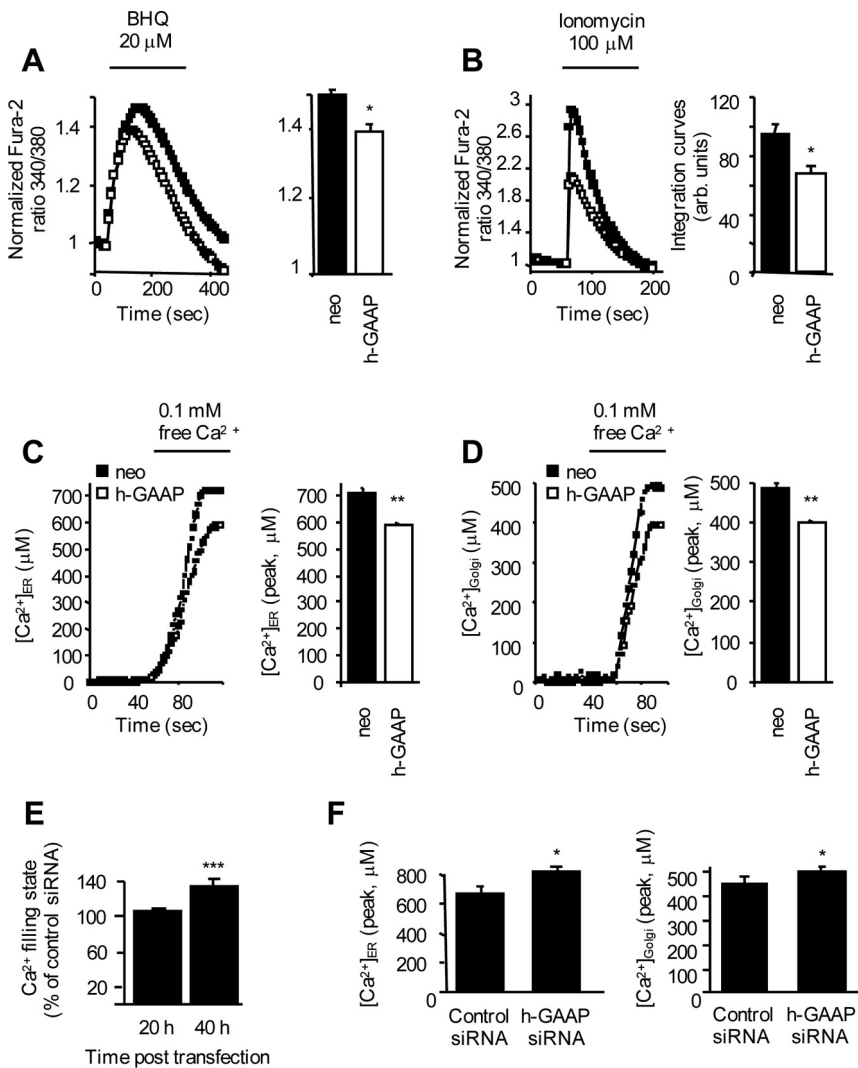 A
BHQ
20 µM
Normalized Fura-2
ratio 340/380
1.4
1.2
1
0
200
400
Time (sec)
1.4
1.2
1
*
neo
h-GAAP
B
Ionomycin
100 µM
Normalized Fura-2
ratio 340/380
3
2.6
2.2
1.8
1.4
1
0
100
200
Time (sec)
Integration curves
(arb. units)
120
80
40
0
*
neo
h-GAAP
C
0.1 mM
free Ca²⁺
neo
h-GAAP
[Ca²⁺]ER (µM)
700
600
500
400
300
200
100
0
0
40
80
Time (sec)
[Ca²⁺]ER (peak, µM)
700
600
500
400
300
200
100
0
**
neo
h-GAAP
D
0.1 mM
free Ca²⁺
neo
h-GAAP
[Ca²⁺]Golgi (µM)
500
400
300
200
100
0
0
40
80
Time (sec)
[Ca²⁺]Golgi (peak, µM)
500
400
300
200
100
0
**
neo
h-GAAP
E
Ca²⁺ filling state
(% of control siRNA)
140
100
60
20
***
20 h
40 h
Time post transfection
F
[Ca²⁺]ER (peak, µM)
800
600
400
200
0
*
Control
siRNA
h-GAAP
siRNA
[Ca²⁺]Golgi (peak, µM)
500
400
300
200
100
0
*
Control
siRNA
h-GAAP
siRNA